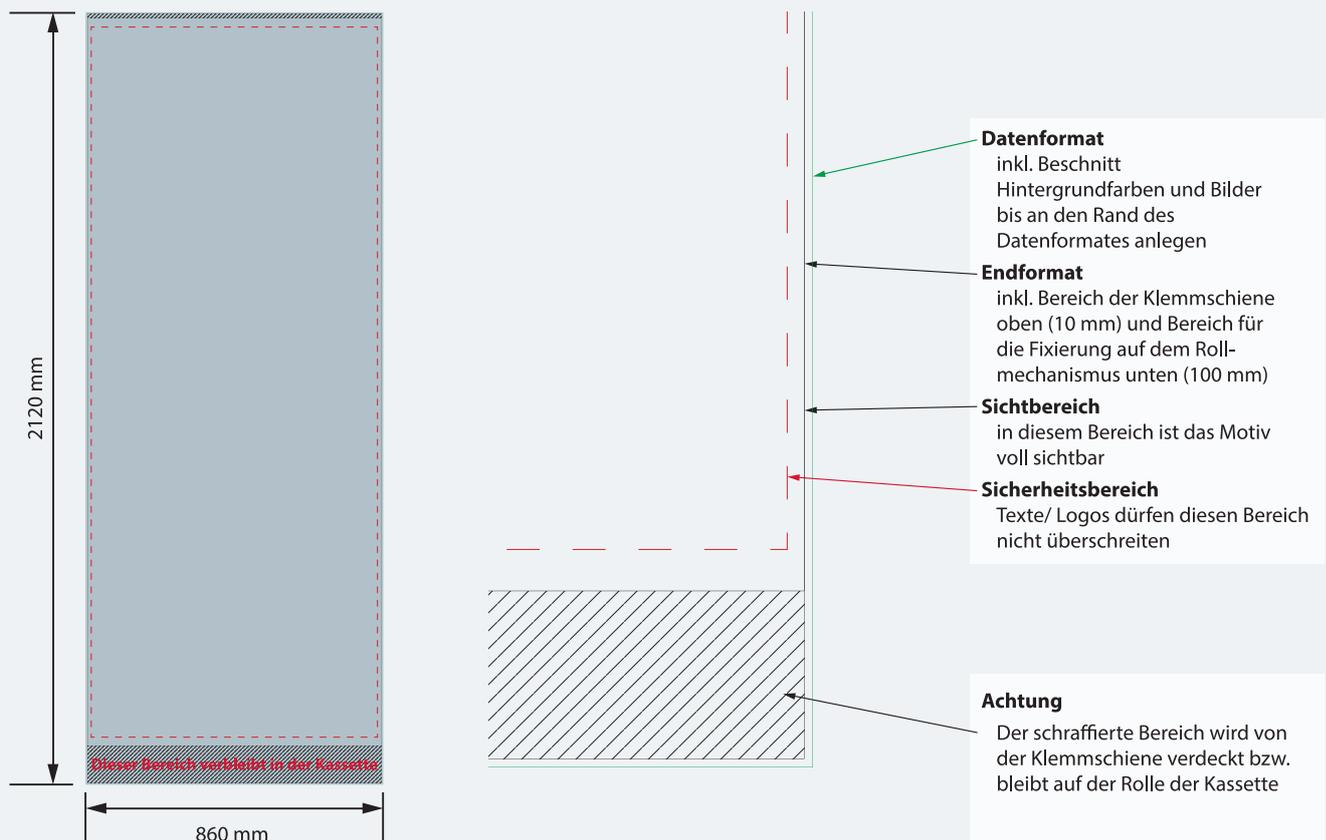 2120 mm
Dieser Bereich verbleibt in der Kassette
860 mm
Datenformat
inkl. Beschnitt
Hintergrundfarben und Bilder
bis an den Rand des
Datenformates anlegen
Endformat
inkl. Bereich der Klemmschiene
oben (10 mm) und Bereich für
die Fixierung auf dem Roll-
mechanismus unten (100 mm)
Sichtbereich
in diesem Bereich ist das Motiv
voll sichtbar
Sicherheitsbereich
Texte/ Logos dürfen diesen Bereich
nicht überschreiten
Achtung
Der schraffierte Bereich wird von
der Klemmschiene verdeckt bzw.
bleibt auf der Rolle der Kassette